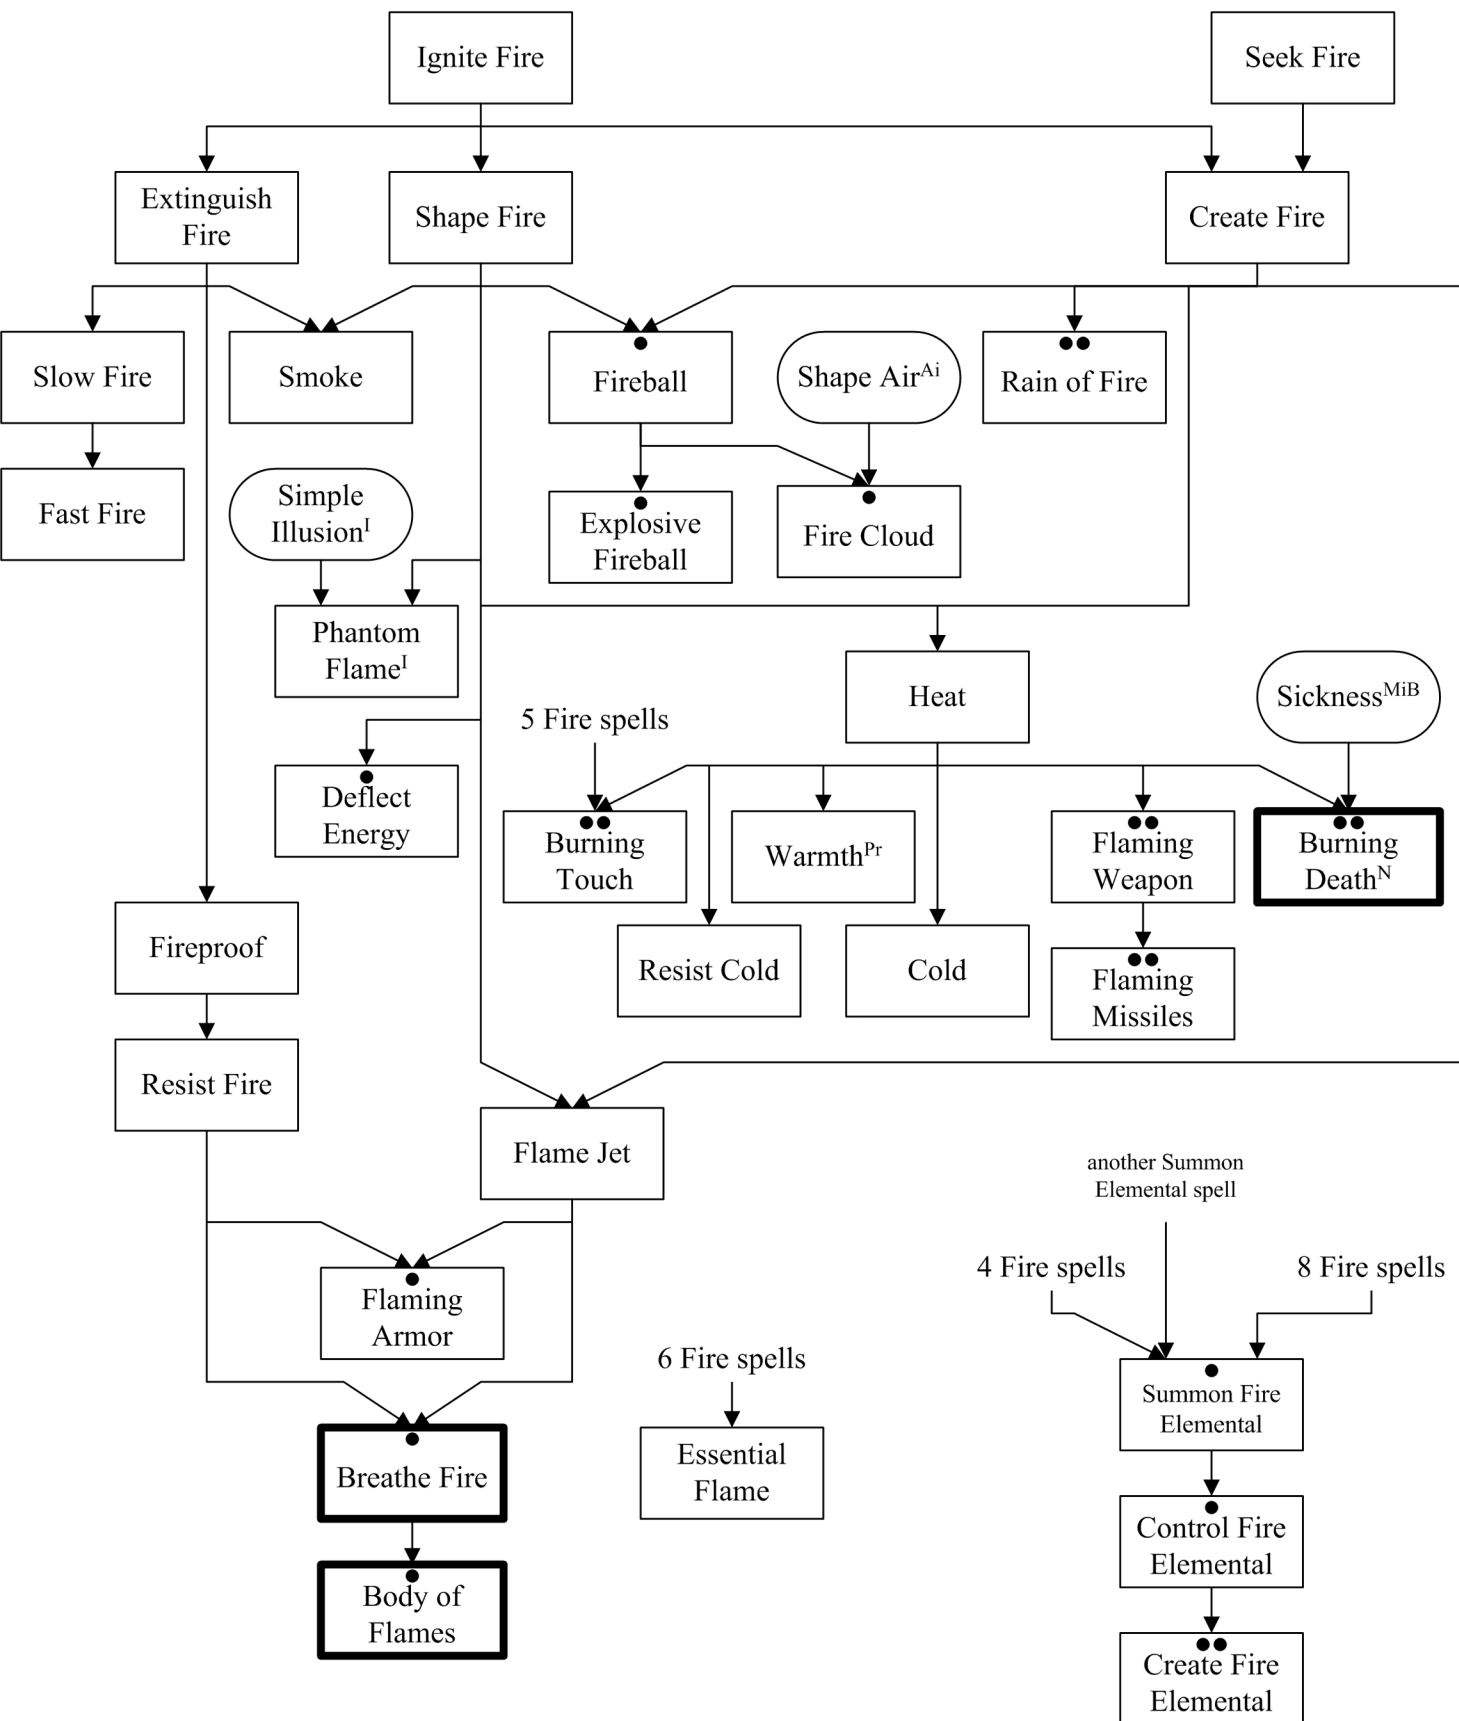 Ignite Fire
Seek Fire
Extinguish
Fire
Shape Fire
Create Fire
Slow Fire
Smoke
Fireball
Shape Air^Ai
Rain of Fire
Fast Fire
Simple
Illusion^I
Explosive
Fireball
Fire Cloud
Phantom
Flame^I
Heat
Sickness^MiB
5 Fire spells
Deflect
Energy
Burning
Touch
Warmth^Pr
Flaming
Weapon
Burning
Death^N
Fireproof
Resist Cold
Cold
Flaming
Missiles
Resist Fire
Flame Jet
another Summon
Elemental spell
4 Fire spells
8 Fire spells
Flaming
Armor
6 Fire spells
Summon Fire
Elemental
Breathe Fire
Essential
Flame
Control Fire
Elemental
Body of
Flames
Create Fire
Elemental